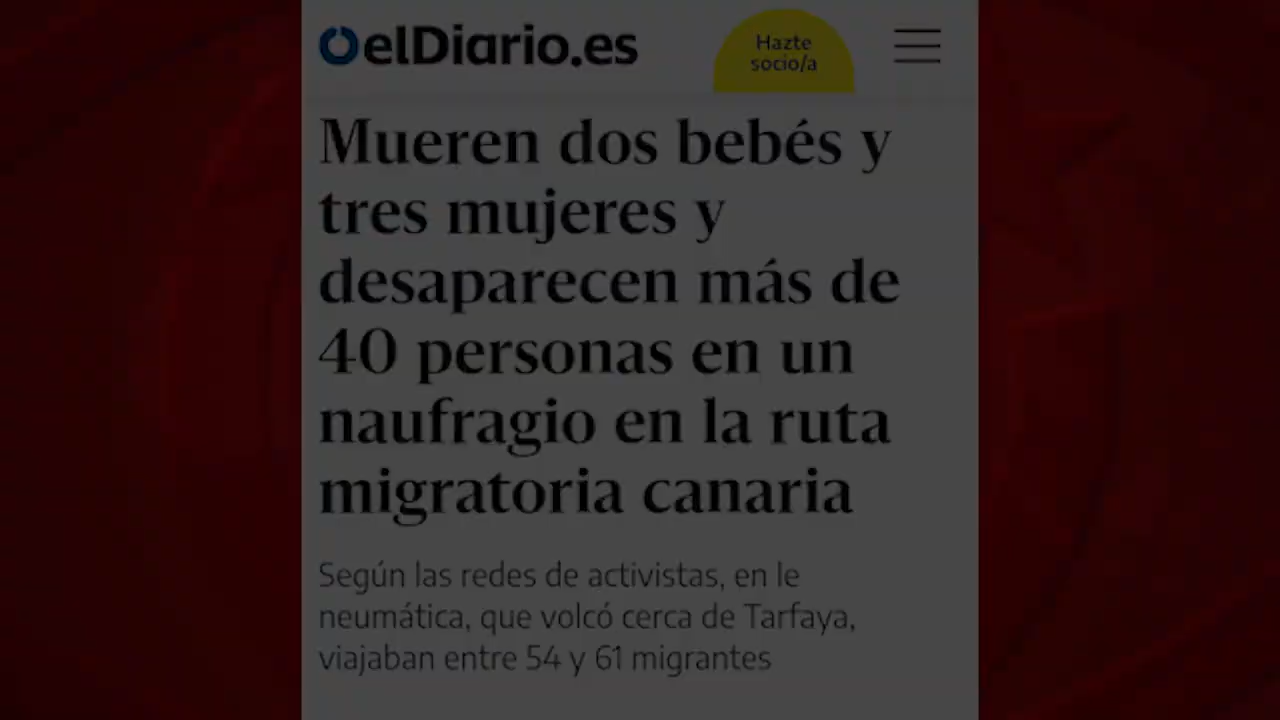 elDiario.es
Hazte
socio/a
Mueren dos bebés y
tres mujeres y
desaparecen más de
40 personas en un
naufragio en la ruta
migratoria canaria
Según las redes de activistas, en le
neumática, que volcó cerca de Tarfaya,
viajaban entre 54 y 61 migrantes